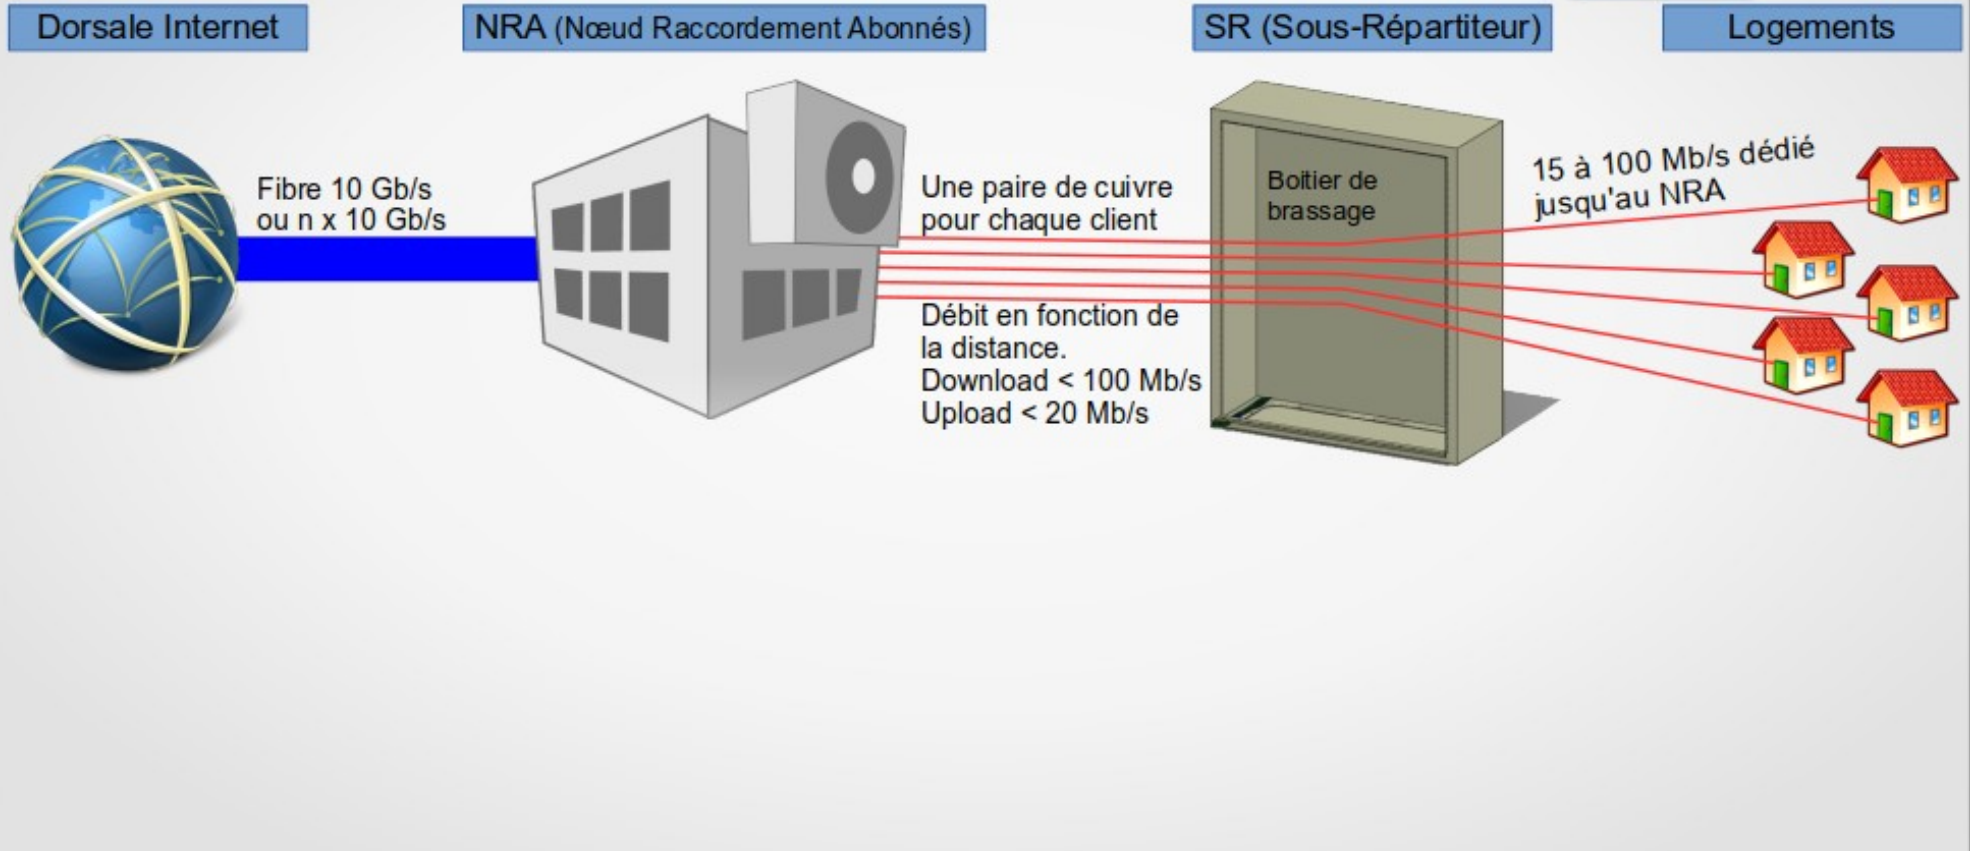 Dorsale Internet
NRA (Nœud Raccordement Abonnés)
SR (Sous-Répartiteur)
Logements
Fibre 10 Gb/s
ou n x 10 Gb/s
Une paire de cuivre
pour chaque client
Débit en fonction de
la distance.
Download < 100 Mb/s
Upload < 20 Mb/s
Boitier de
brassage
15 à 100 Mb/s dédié
jusqu'au NRA